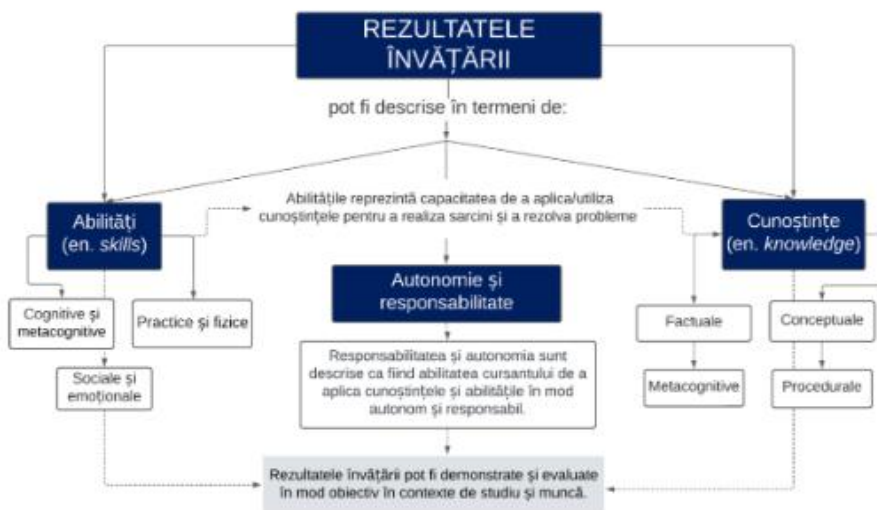 REZULTATELE
ÎNVĂȚĂRII
pot fi descrise în termeni de:
Abilitățile reprezintă capacitatea de a aplica/utiliza
cunoștințele pentru a realiza sarcini și a rezolva probleme
Abilități
(en. skills)
Cunoștințe
(en. knowledge)
Autonomie și
responsabilitate
Cognitive și
metacognitive
Practice și fizice
Sociale și
emoționale
Responsabilitatea și autonomia sunt
descrise ca fiind abilitatea cursantului de a
aplica cunoștințele și abilitățile în mod
autonom și responsabil.
Factuale
Conceptuale
Metacognitive
Procedurale
Rezultatele învățării pot fi demonstrate și evaluate
în mod obiectiv în contexte de studiu și muncă.